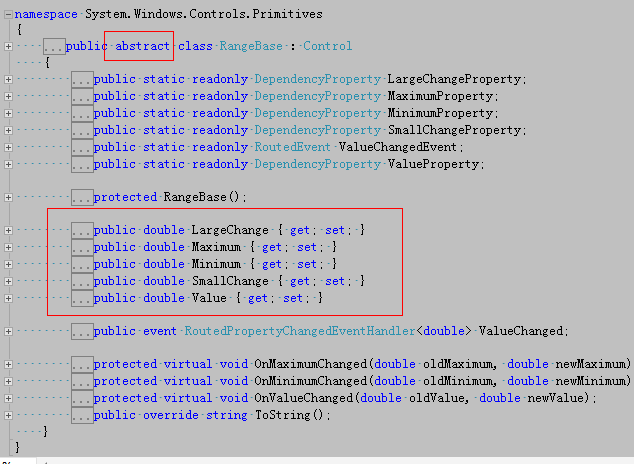 namespace System.Windows.Controls.Primitives
{
...public abstract class RangeBase : Control
{
...public static readonly DependencyProperty LargeChangeProperty;
...public static readonly DependencyProperty MaximumProperty;
...public static readonly DependencyProperty MinimumProperty;
...public static readonly DependencyProperty SmallChangeProperty;
...public static readonly RoutedEvent ValueChangedEvent;
...public static readonly DependencyProperty ValueProperty;
...protected RangeBase();
...public double LargeChange { get; set; }
...public double Maximum { get; set; }
...public double Minimum { get; set; }
...public double SmallChange { get; set; }
...public double Value { get; set; }
...public event RoutedPropertyChangedEventHandler<double> ValueChanged;
...protected virtual void OnMaximumChanged(double oldMaximum, double newMaximum)
...protected virtual void OnMinimumChanged(double oldMinimum, double newMinimum)
...protected virtual void OnValueChanged(double oldValue, double newValue);
...public override string ToString();
}
}